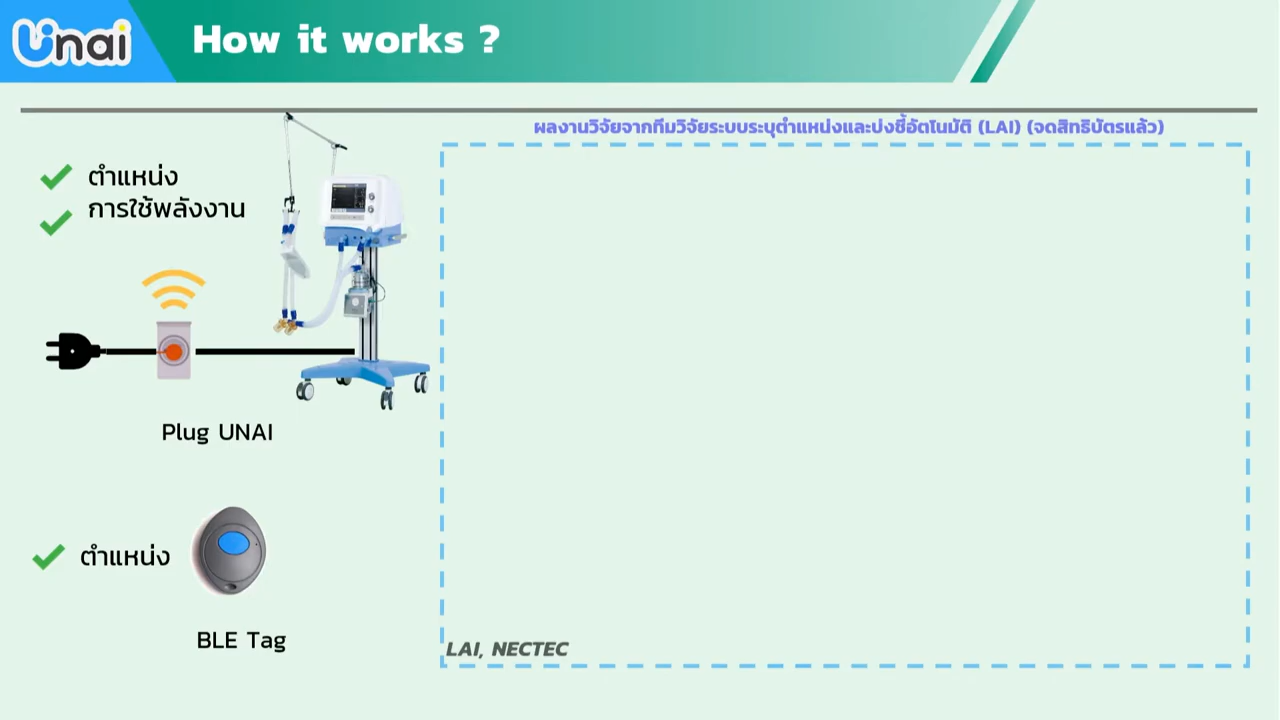 Unai
How it works ?
ผลงานวิจัยจากทีมวิจัยระบบระบุตำแหน่งและบ่งชี้อัตโนมัติ (LAI) (จดสิทธิบัตรแล้ว)
ตำแหน่ง
การใช้พลังงาน
Plug UNAI
ตำแหน่ง
BLE Tag
LAI, NECTEC